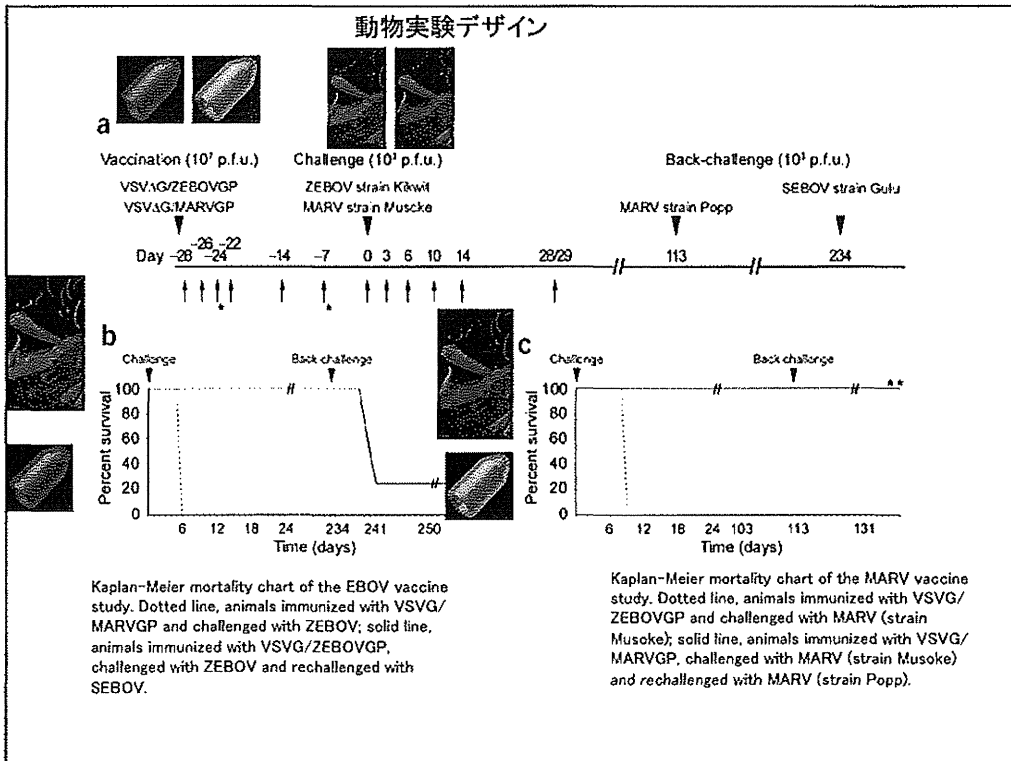 動物実験デザイン
a
Vaccination (10⁷ p.f.u.)
Challenge (10³ p.f.u.)
Back-challenge (10³ p.f.u.)
VSVΔG/ZEBOVGP
VSVΔG/MARVGP
ZEBOV strain Kikwit
MARV strain Musoke
MARV strain Popp
SEBOV strain Gulu
Day −28 −26 −24 −22 −14 −7 0 3 6 10 14 28/29 113 234
* *
b
Challenge
Back-challenge
Percent survival
100
80
60
40
20
0
6 12 18 24 234 241 250
Time (days)
c
Challenge
Back-challenge
**
Percent survival
100
80
60
40
20
0
6 12 18 24 103 113 131
Time (days)
Kaplan-Meier mortality chart of the EBOV vaccine
study. Dotted line, animals immunized with VSVG/
MARVGP and challenged with ZEBOV; solid line,
animals immunized with VSVG/ZEBOVGP,
challenged with ZEBOV and rechallenged with
SEBOV.
Kaplan-Meier mortality chart of the MARV vaccine
study. Dotted line, animals immunized with VSVG/
ZEBOVGP and challenged with MARV (strain
Musoke); solid line, animals immunized with VSVG/
MARVGP, challenged with MARV (strain Musoke)
and rechallenged with MARV (strain Popp).